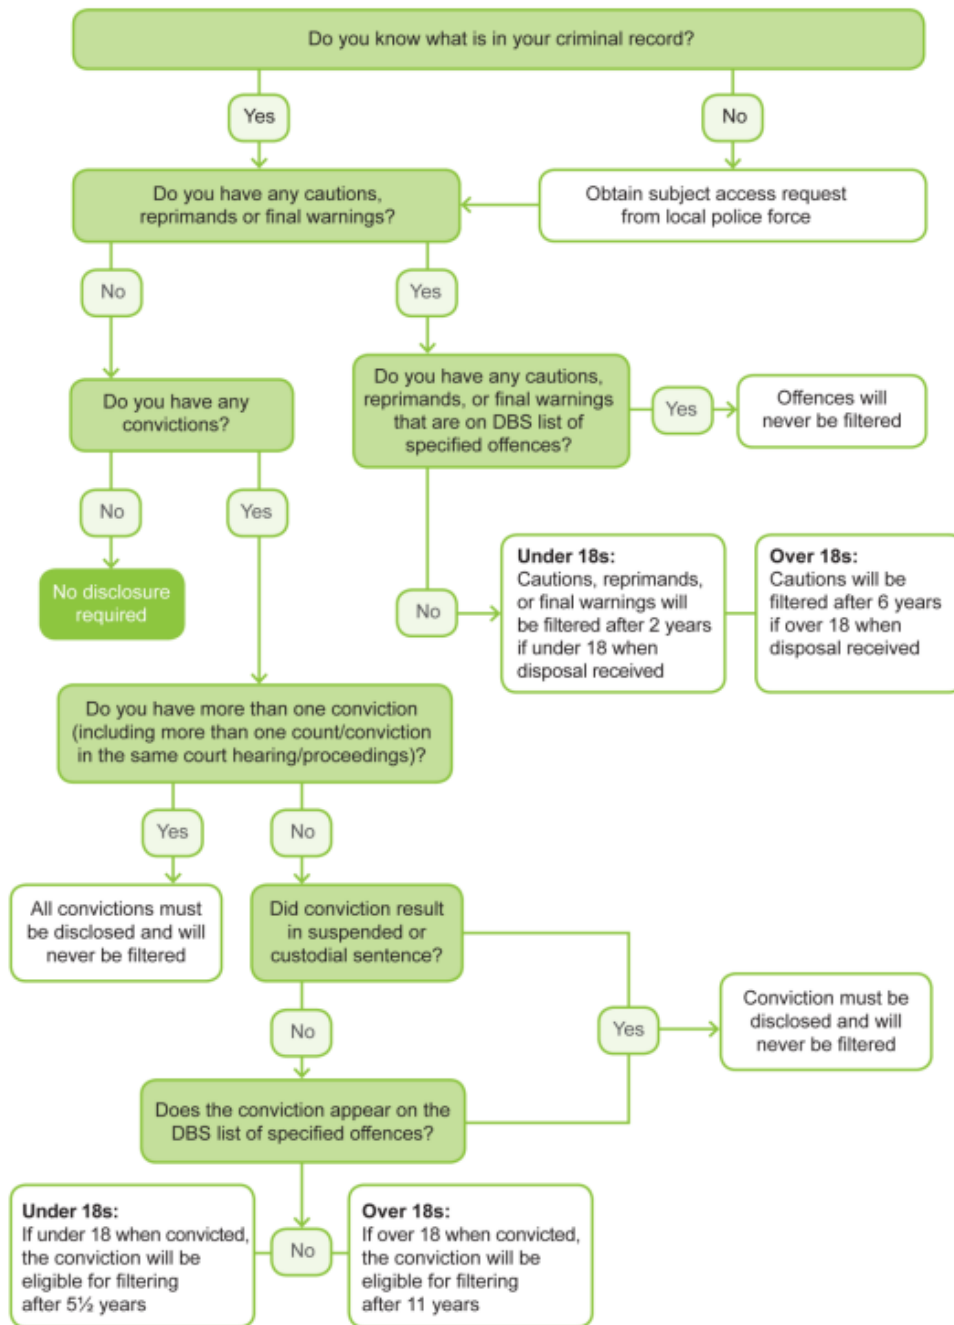 Do you know what is in your criminal record?
Yes
No
Do you have any cautions,
reprimands or final warnings?
Obtain subject access request
from local police force
No
Yes
Do you have any
convictions?
Do you have any cautions,
reprimands, or final warnings
that are on DBS list of
specified offences?
Yes
Offences will
never be filtered
No
Yes
No disclosure
required
No
Under 18s:
Cautions, reprimands,
or final warnings will
be filtered after 2 years
if under 18 when
disposal received
Over 18s:
Cautions will be
filtered after 6 years
if over 18 when
disposal received
Do you have more than one conviction
(including more than one count/conviction
in the same court hearing/proceedings)?
Yes
No
All convictions must
be disclosed and will
never be filtered
Did conviction result
in suspended or
custodial sentence?
No
Yes
Conviction must be
disclosed and will
never be filtered
Does the conviction appear on the
DBS list of specified offences?
Under 18s:
If under 18 when convicted,
the conviction will be
eligible for filtering
after 5½ years
No
Over 18s:
If over 18 when convicted,
the conviction will be
eligible for filtering
after 11 years